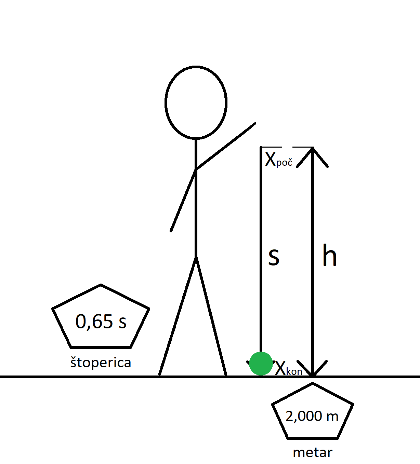 Xpoč
s
h
0,65 s
štoperica
Xkon
2,000 m
metar